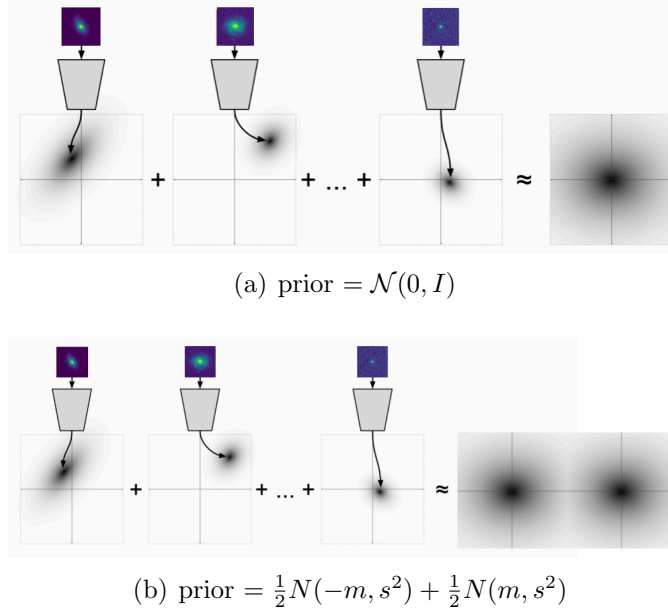 + + ... + ≈
(a) prior = 𝒩(0, I)
+ + ... + ≈
(b) prior = ½N(−m, s²) + ½N(m, s²)